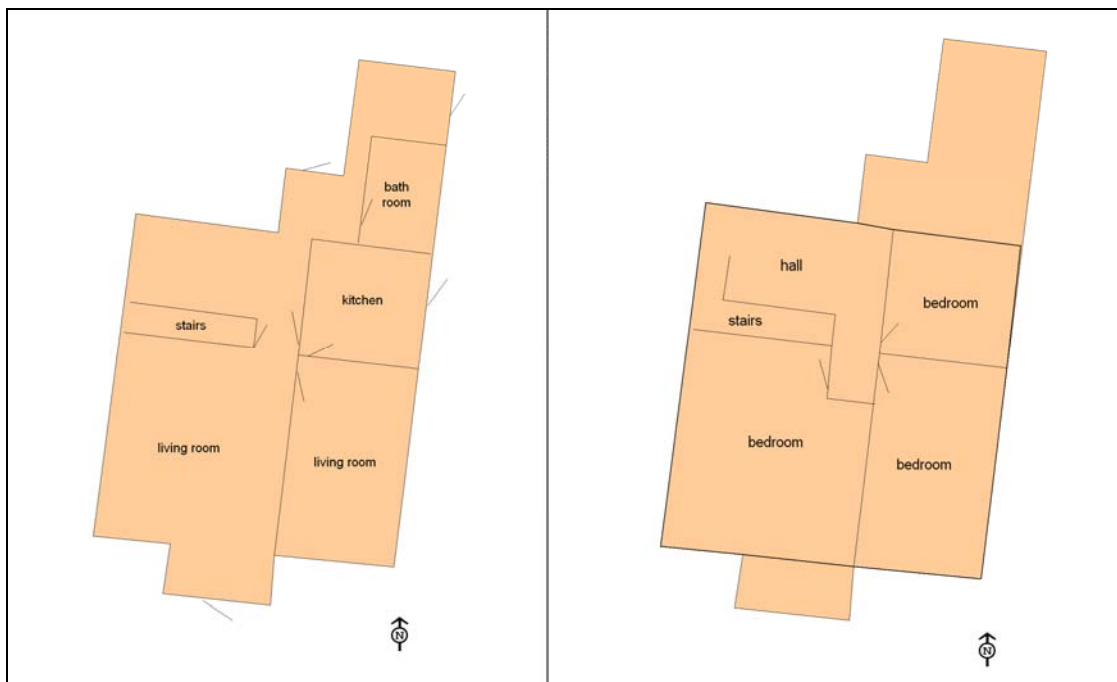 bath
room
kitchen
stairs
living room
living room
N
hall
bedroom
stairs
bedroom
bedroom
N